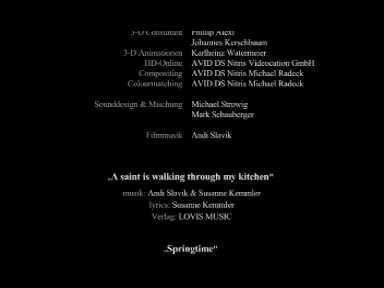 3-D Consultant Philip Alexi
Johannes Kerschbaum
3-D Animationen Karlheinz Watermeier
HD-Online AVID DS Nitris Videocation GmbH
Compositing AVID DS Nitris Michael Radeck
Colourmatching AVID DS Nitris Michael Radeck
Sounddesign & Mischung Michael Strowig
Mark Schauberger
Filmmusik Andi Slavik
„A saint is walking through my kitchen“
musik: Andi Slavik & Susanne Kemmler
lyrics: Susanne Kemmler
Verlag: LOVIS MUSIC
„Springtime“